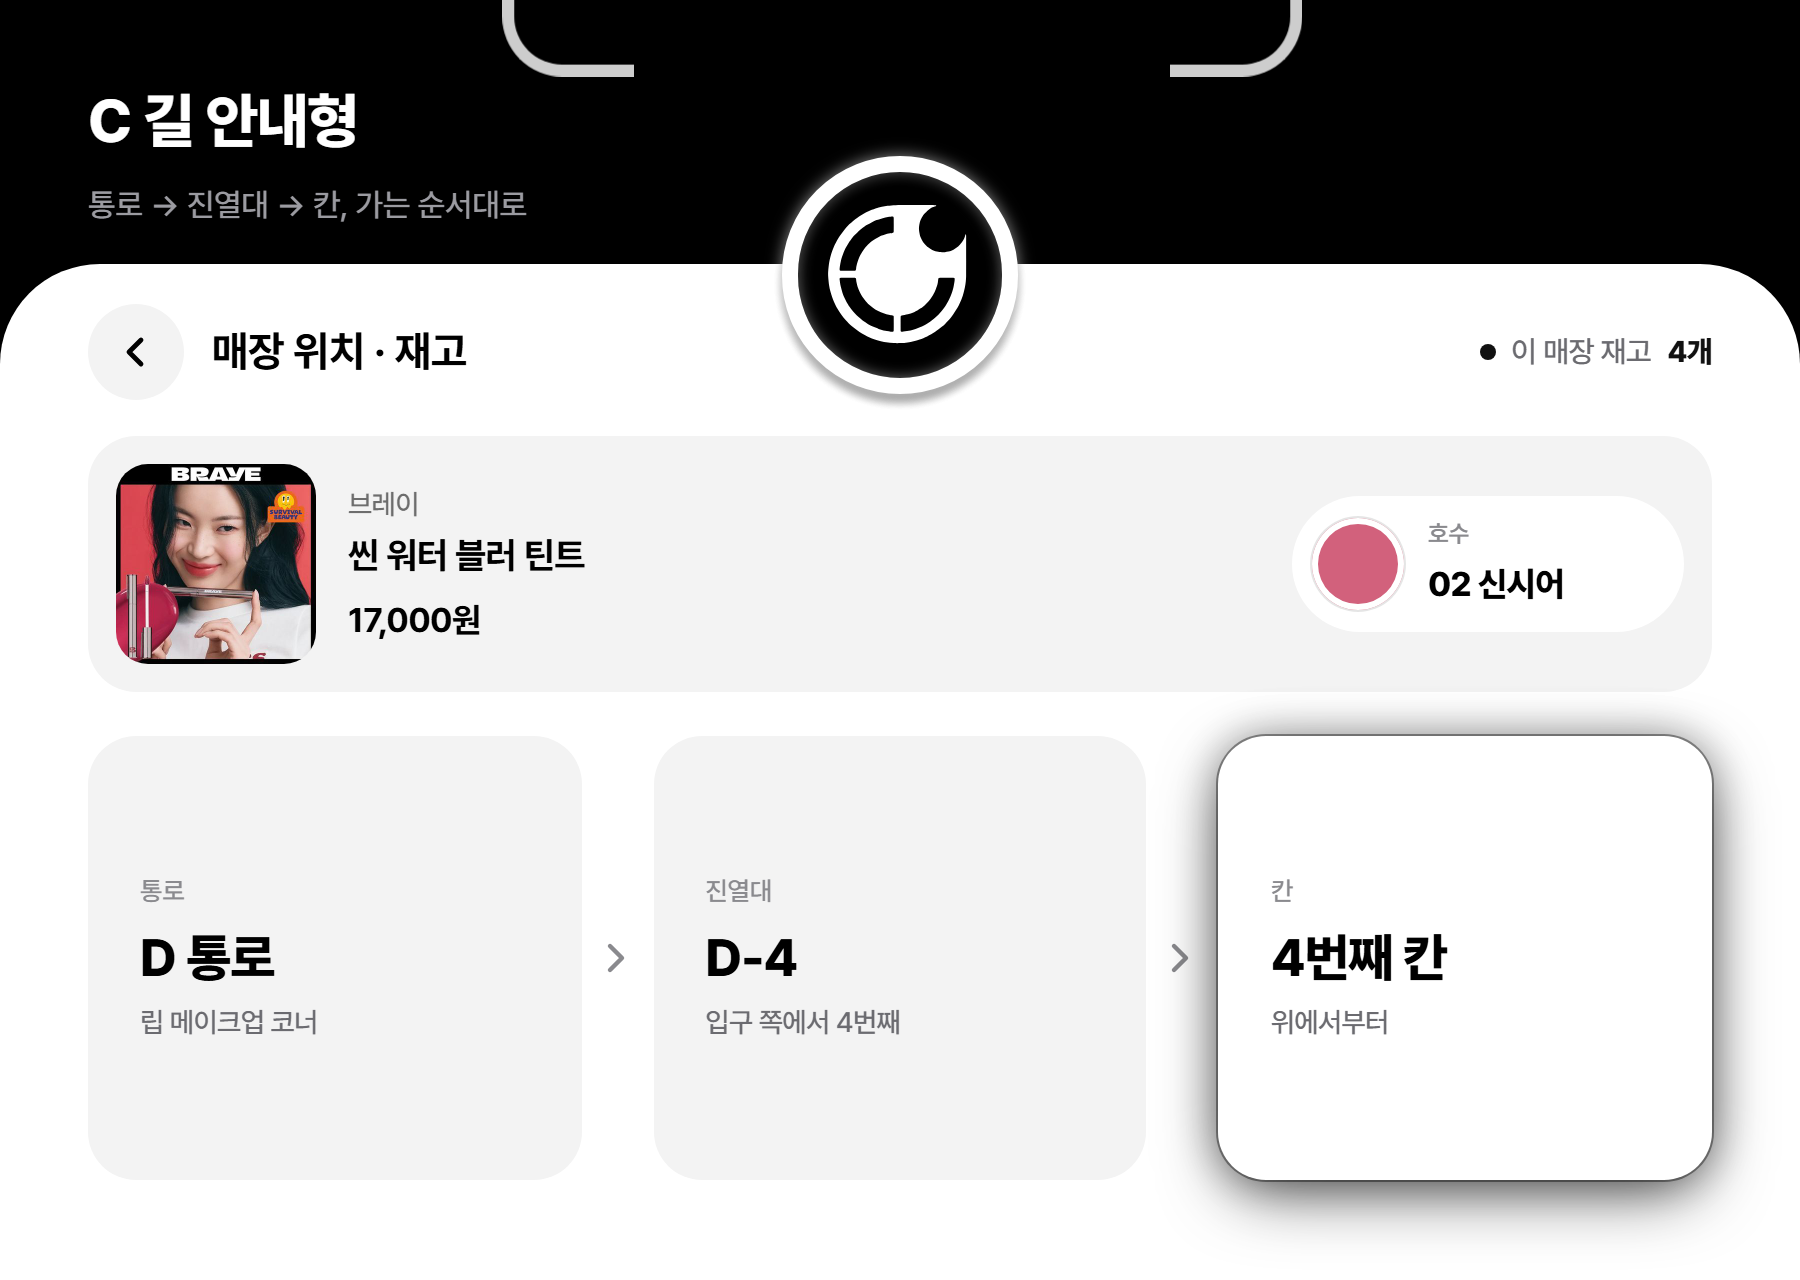 C 길 안내형
통로 → 진열대 → 칸, 가는 순서대로
매장 위치 · 재고
이 매장 재고 4개
BRAYE
SURVIVAL
BEAUTY
브레이
씬 워터 블러 틴트
17,000원
호수
02 신시어
통로
D 통로
립 메이크업 코너
진열대
D-4
입구 쪽에서 4번째
칸
4번째 칸
위에서부터